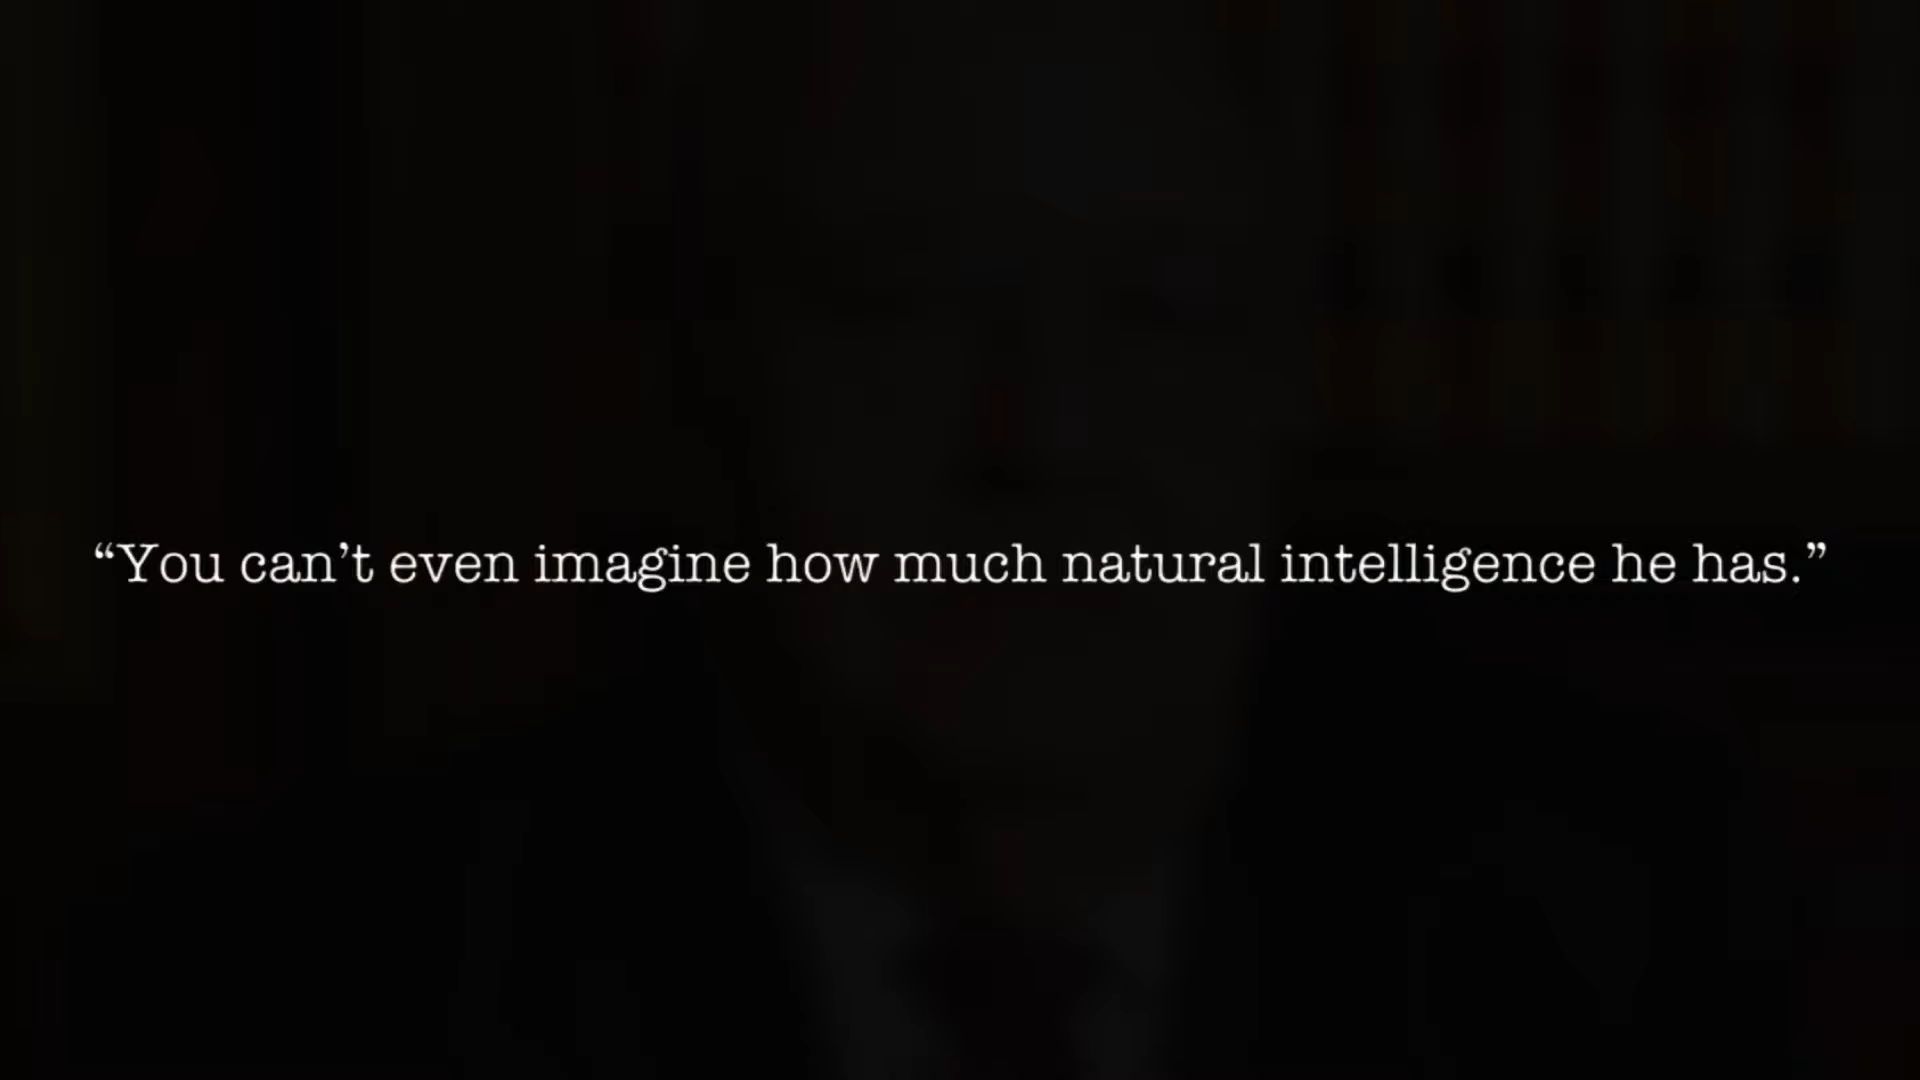 “You can’t even imagine how much natural intelligence he has.”